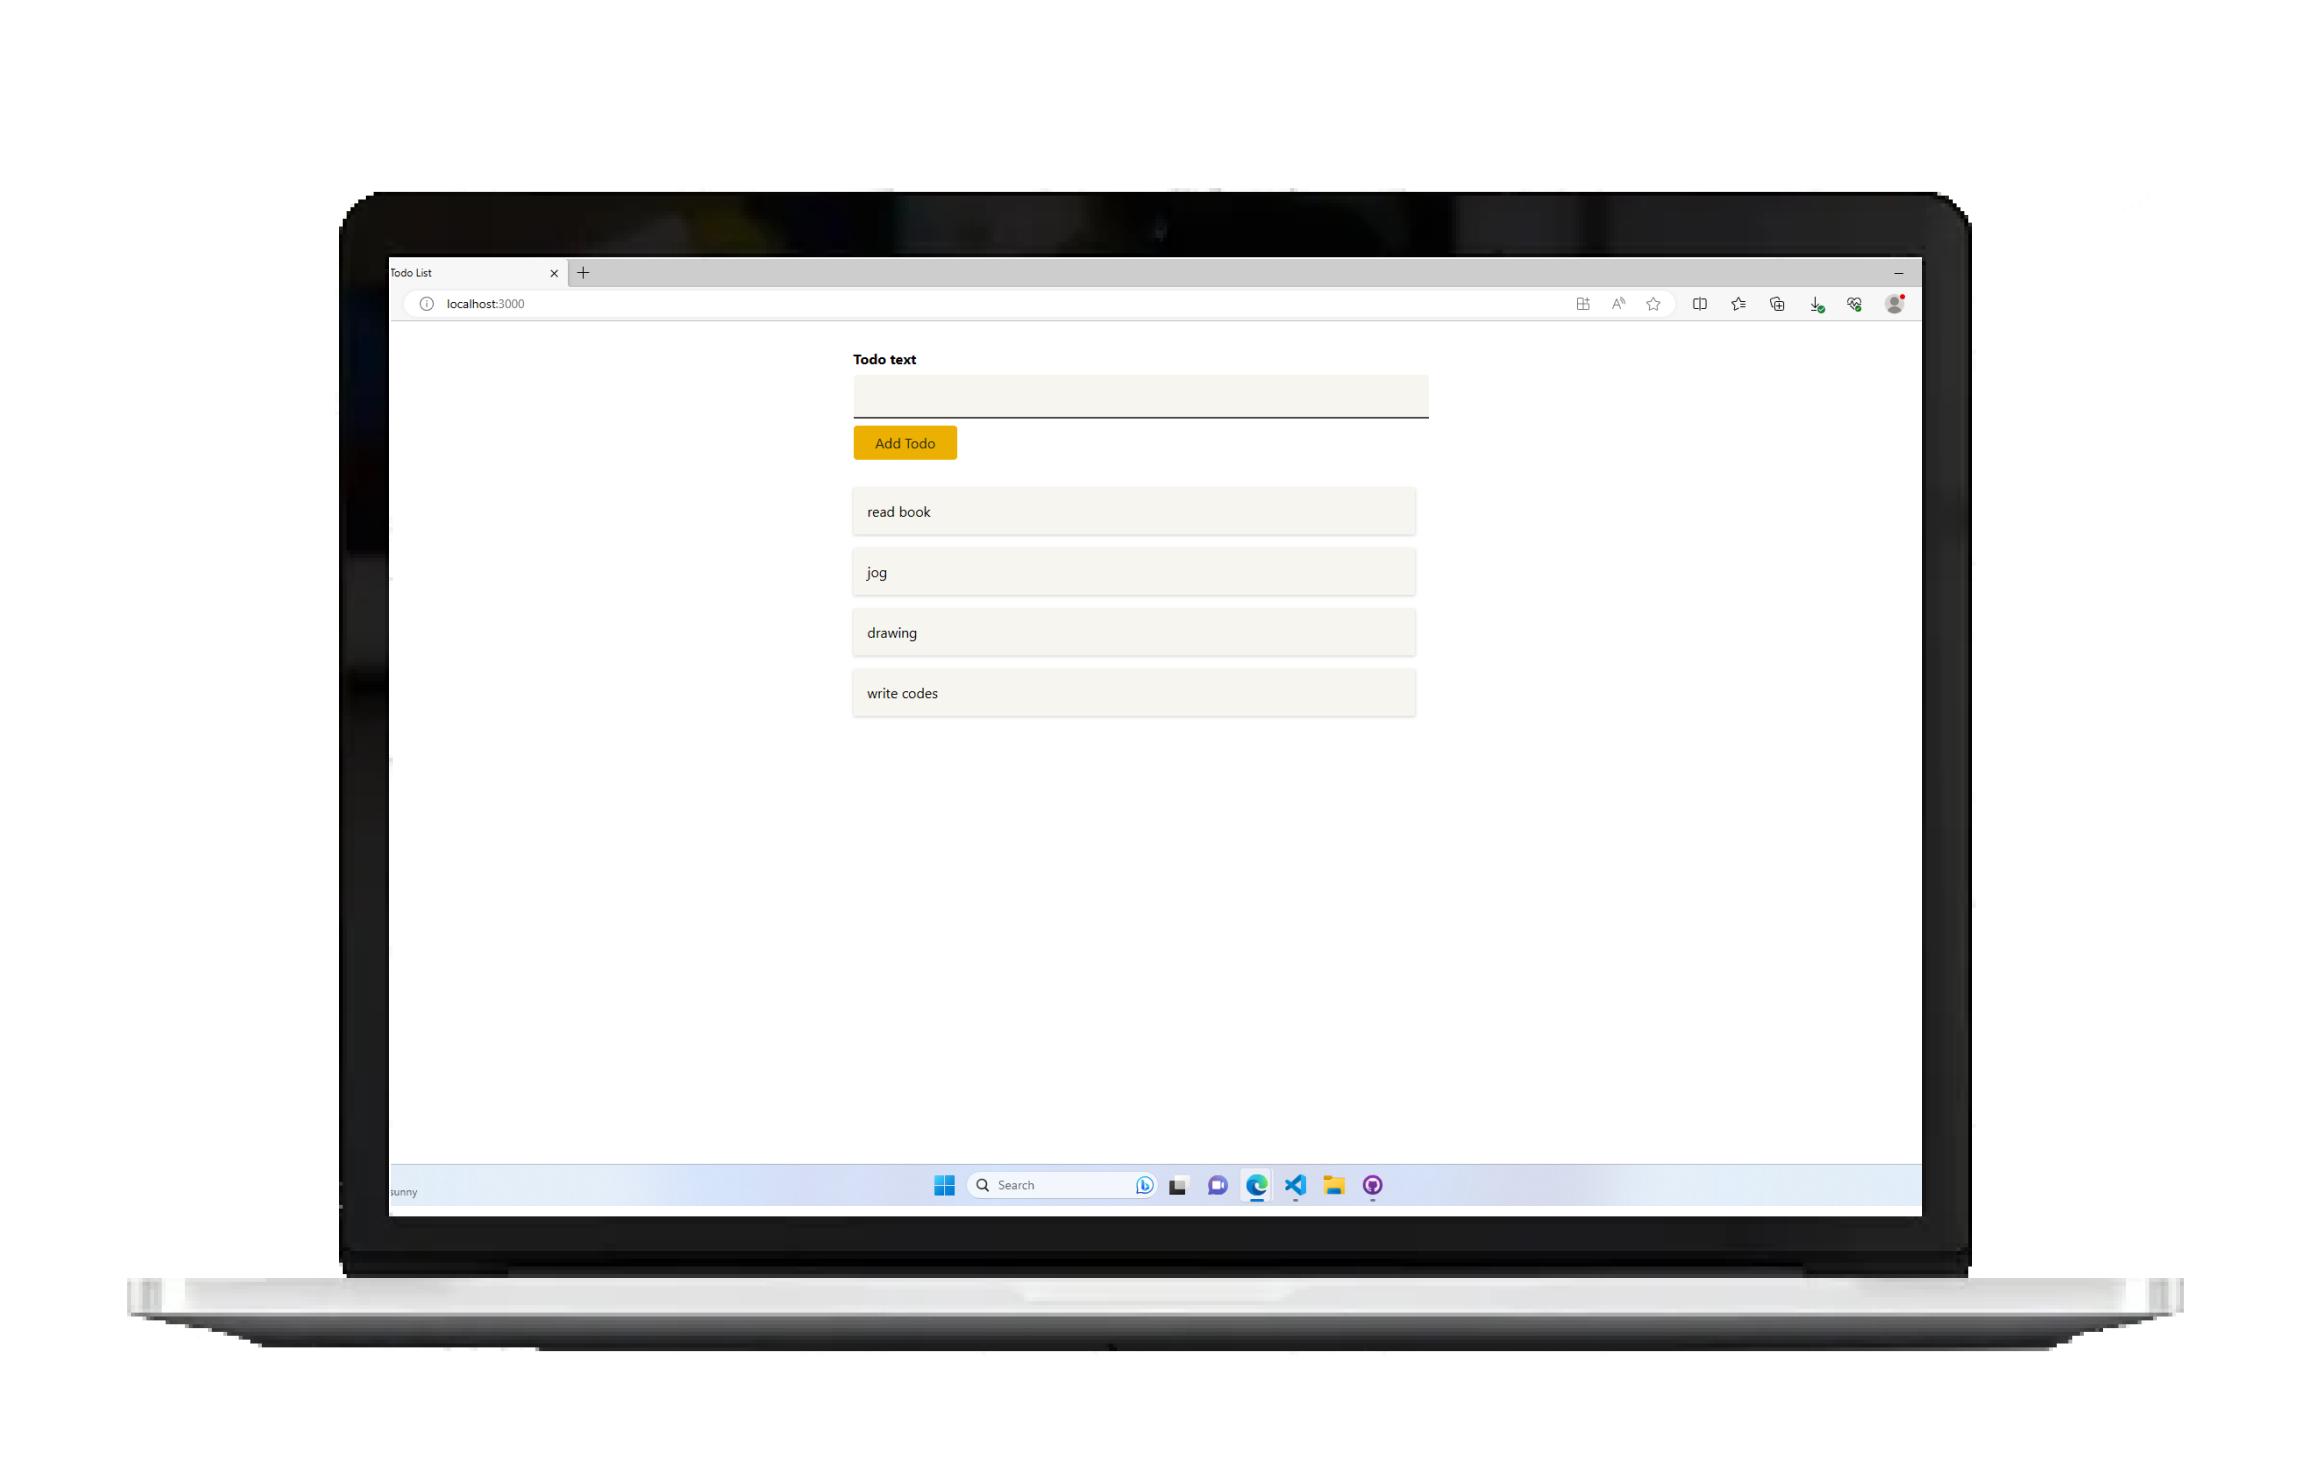 Todo List
localhost:3000
Todo text
Add Todo
read book
jog
drawing
write codes
sunny
Search